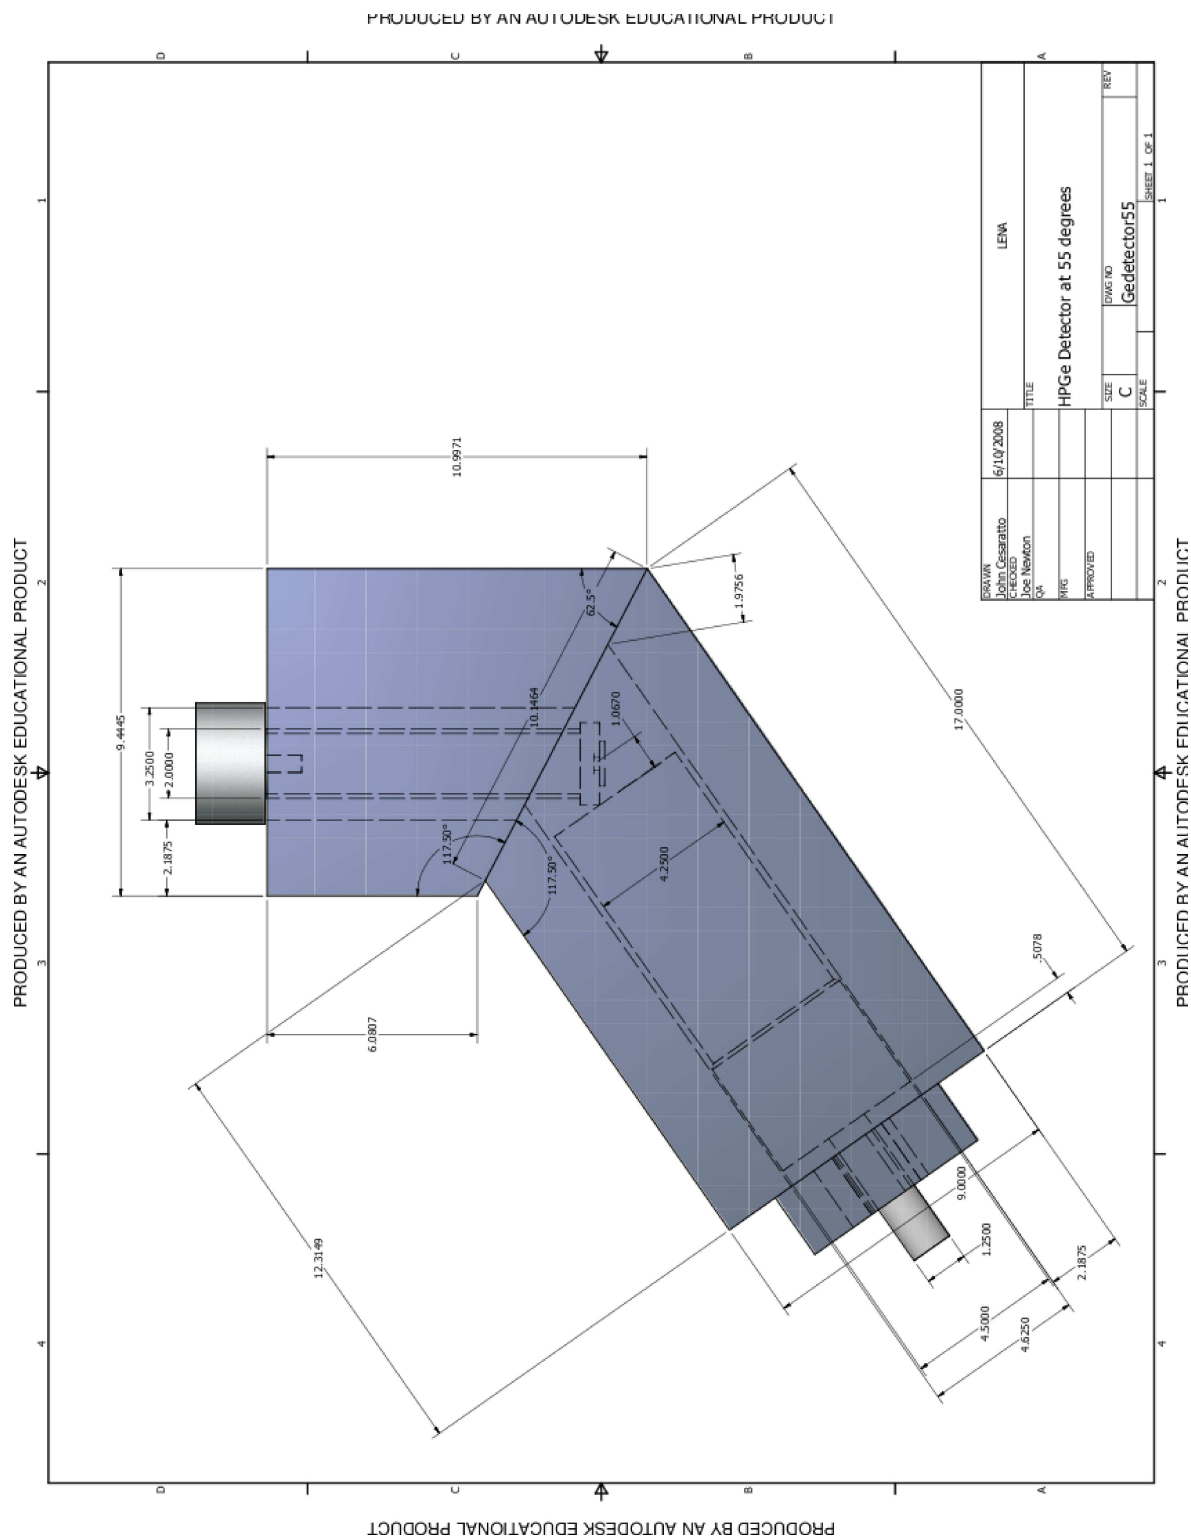 PRODUCED BY AN AUTODESK EDUCATIONAL PRODUCT
PRODUCED BY AN AUTODESK EDUCATIONAL PRODUCT
PRODUCED BY AN AUTODESK EDUCATIONAL PRODUCT
PRODUCED BY AN AUTODESK EDUCATIONAL PRODUCT
D
C
B
A
1
2
3
4
D
C
B
A
1
2
3
4
10.9971
9.4445
3.2500
2.0000
2.1875
117.50°
117.50°
62.5°
10.1464
1.0670
1.9756
17.0000
4.2500
.5078
6.0807
12.3149
9.0000
1.2500
2.1875
4.5000
4.6250
DRAWN
John Cesaratto
6/10/2008
CHECKED
Joe Newton
QA
MFG
APPROVED
LENA
TITLE
HPGe Detector at 55 degrees
SIZE
C
DWG NO
Gedetector55
REV
SCALE
SHEET 1 OF 1